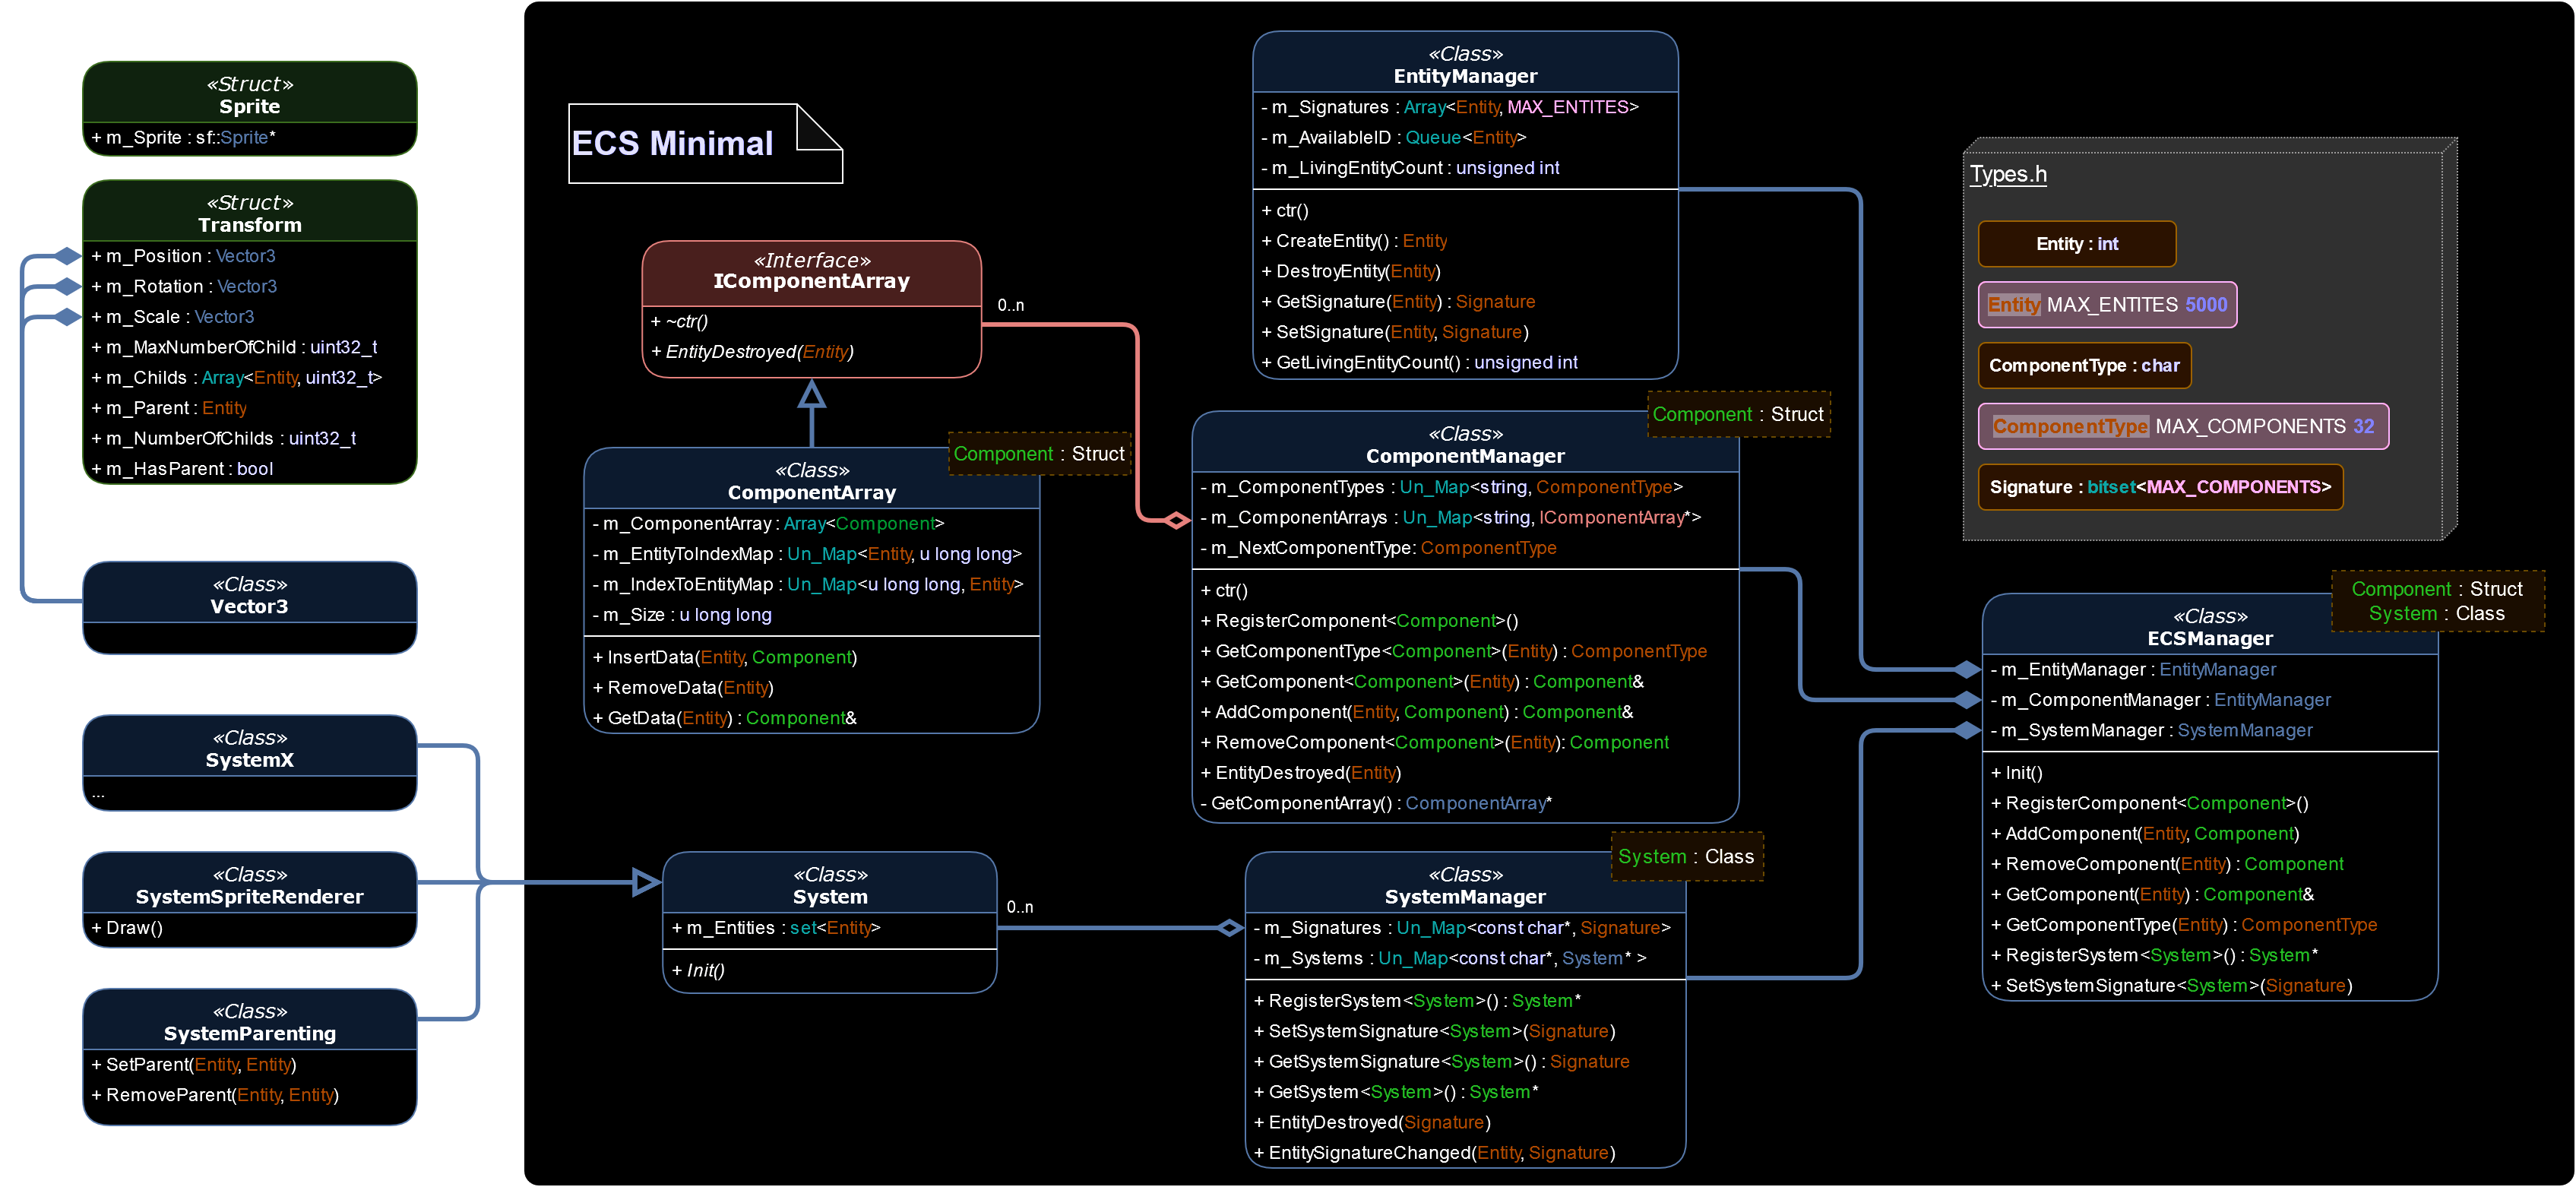 «Struct»
Sprite
+ m_Sprite : sf::Sprite*
«Struct»
Transform
+ m_Position : Vector3
+ m_Rotation : Vector3
+ m_Scale : Vector3
+ m_MaxNumberOfChild : uint32_t
+ m_Childs : Array<Entity, uint32_t>
+ m_Parent : Entity
+ m_NumberOfChilds : uint32_t
+ m_HasParent : bool
«Class»
Vector3
«Class»
SystemX
...
«Class»
SystemSpriteRenderer
+ Draw()
«Class»
SystemParenting
+ SetParent(Entity, Entity)
+ RemoveParent(Entity, Entity)
ECS Minimal
«Interface»
IComponentArray
+ ~ctr()
+ EntityDestroyed(Entity)
0..n
Component : Struct
«Class»
ComponentArray
- m_ComponentArray : Array<Component>
- m_EntityToIndexMap : Un_Map<Entity, u long long>
- m_IndexToEntityMap : Un_Map<u long long, Entity>
- m_Size : u long long
+ InsertData(Entity, Component)
+ RemoveData(Entity)
+ GetData(Entity) : Component&
«Class»
System
+ m_Entities : set<Entity>
+ Init()
0..n
«Class»
EntityManager
- m_Signatures : Array<Entity, MAX_ENTITES>
- m_AvailableID : Queue<Entity>
- m_LivingEntityCount : unsigned int
+ ctr()
+ CreateEntity() : Entity
+ DestroyEntity(Entity)
+ GetSignature(Entity) : Signature
+ SetSignature(Entity, Signature)
+ GetLivingEntityCount() : unsigned int
Component : Struct
«Class»
ComponentManager
- m_ComponentTypes : Un_Map<string, ComponentType>
- m_ComponentArrays : Un_Map<string, IComponentArray*>
- m_NextComponentType: ComponentType
+ ctr()
+ RegisterComponent<Component>()
+ GetComponentType<Component>(Entity) : ComponentType
+ GetComponent<Component>(Entity) : Component&
+ AddComponent(Entity, Component) : Component&
+ RemoveComponent<Component>(Entity): Component
+ EntityDestroyed(Entity)
- GetComponentArray() : ComponentArray*
System : Class
«Class»
SystemManager
- m_Signatures : Un_Map<const char*, Signature>
- m_Systems : Un_Map<const char*, System* >
+ RegisterSystem<System>() : System*
+ SetSystemSignature<System>(Signature)
+ GetSystemSignature<System>() : Signature
+ GetSystem<System>() : System*
+ EntityDestroyed(Signature)
+ EntitySignatureChanged(Entity, Signature)
Types.h
Entity : int
Entity MAX_ENTITES 5000
ComponentType : char
ComponentType MAX_COMPONENTS 32
Signature : bitset<MAX_COMPONENTS>
Component : Struct
System : Class
«Class»
ECSManager
- m_EntityManager : EntityManager
- m_ComponentManager : EntityManager
- m_SystemManager : SystemManager
+ Init()
+ RegisterComponent<Component>()
+ AddComponent(Entity, Component)
+ RemoveComponent(Entity) : Component
+ GetComponent(Entity) : Component&
+ GetComponentType(Entity) : ComponentType
+ RegisterSystem<System>() : System*
+ SetSystemSignature<System>(Signature)